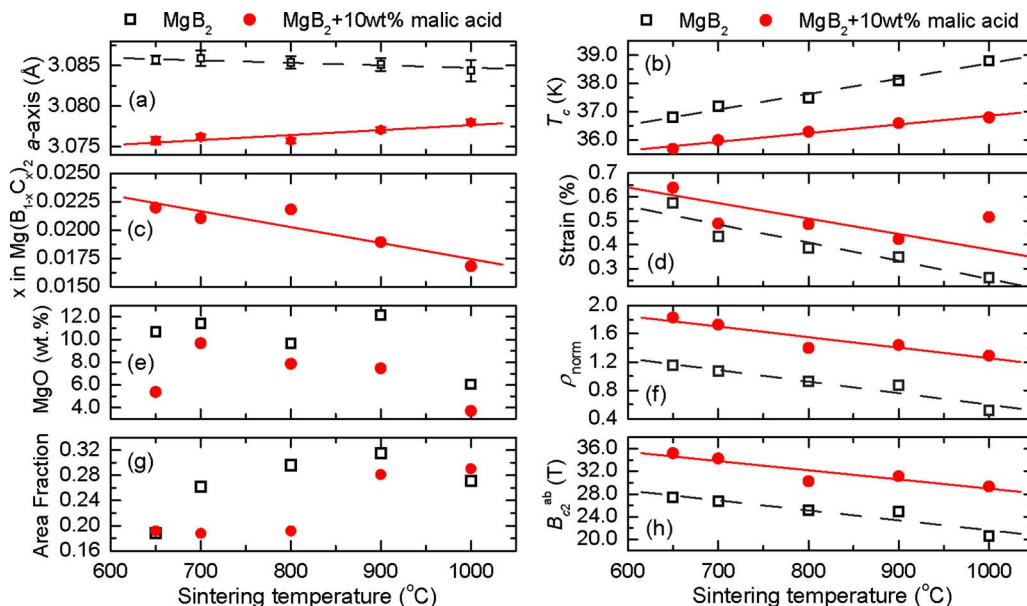 MgB2 MgB2+10wt% malic acid
3.085
3.080
3.075
a-axis (Å)
(a)
0.0250
0.0225
0.0200
0.0175
0.0150
x in Mg(B1-xCx)2
(c)
12.0
10.0
8.0
6.0
4.0
MgO (wt.%)
(e)
0.32
0.28
0.24
0.20
0.16
Area Fraction
(g)
600 700 800 900 1000
Sintering temperature (oC)
MgB2 MgB2+10wt% malic acid
39.0
38.0
37.0
36.0
Tc (K)
(b)
0.7
0.6
0.5
0.4
0.3
Strain (%)
(d)
2.0
1.6
1.2
0.8
0.4
ρnorm
(f)
36.0
32.0
28.0
24.0
20.0
Bc2ab (T)
(h)
600 700 800 900 1000
Sintering temperature (oC)